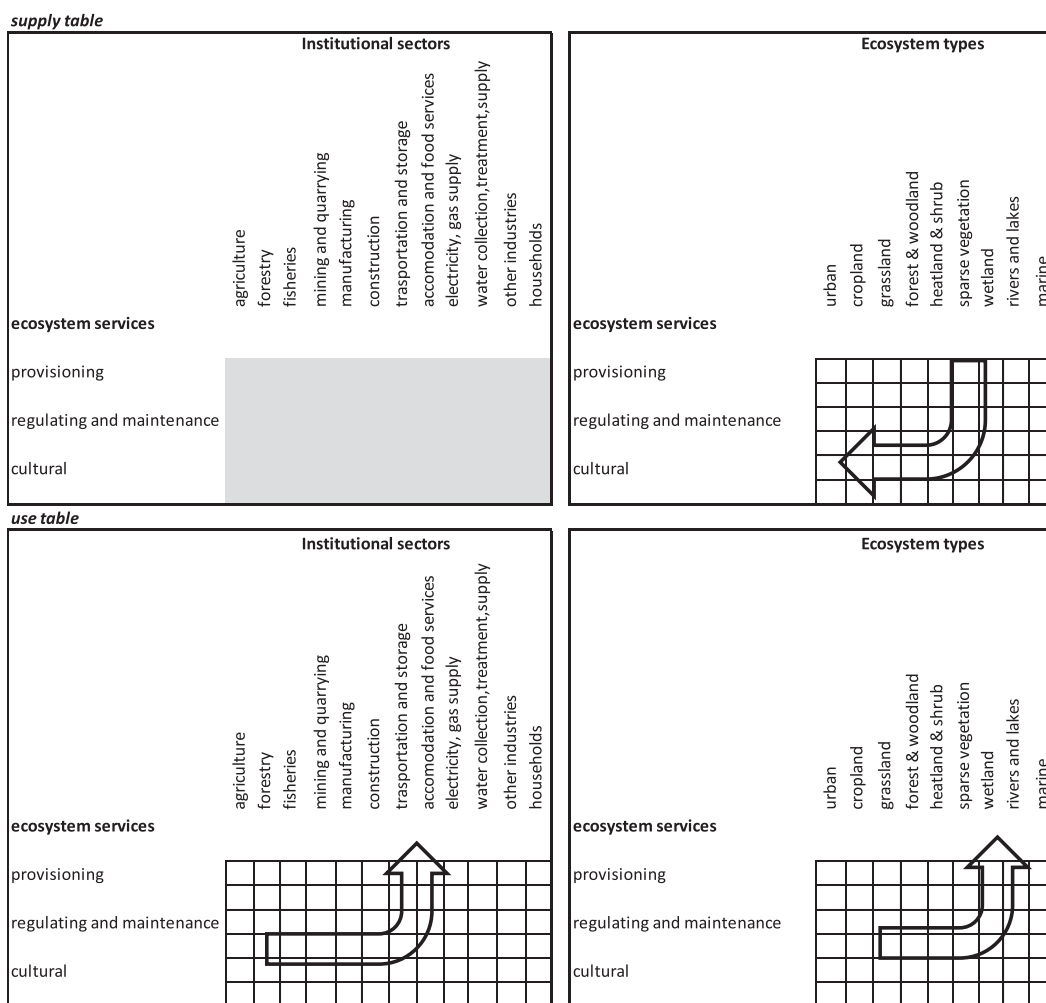 supply table
Institutional sectors
agriculture
forestry
fisheries
mining and quarrying
manufacturing
construction
trasportation and storage
accomodation and food services
electricity, gas supply
water collection,treatment,supply
other industries
households
ecosystem services
provisioning
regulating and maintenance
cultural
Ecosystem types
urban
cropland
grassland
forest & woodland
heatland & shrub
sparse vegetation
wetland
rivers and lakes
marine
ecosystem services
provisioning
regulating and maintenance
cultural
use table
Institutional sectors
agriculture
forestry
fisheries
mining and quarrying
manufacturing
construction
trasportation and storage
accomodation and food services
electricity, gas supply
water collection,treatment,supply
other industries
households
ecosystem services
provisioning
regulating and maintenance
cultural
Ecosystem types
urban
cropland
grassland
forest & woodland
heatland & shrub
sparse vegetation
wetland
rivers and lakes
marine
ecosystem services
provisioning
regulating and maintenance
cultural